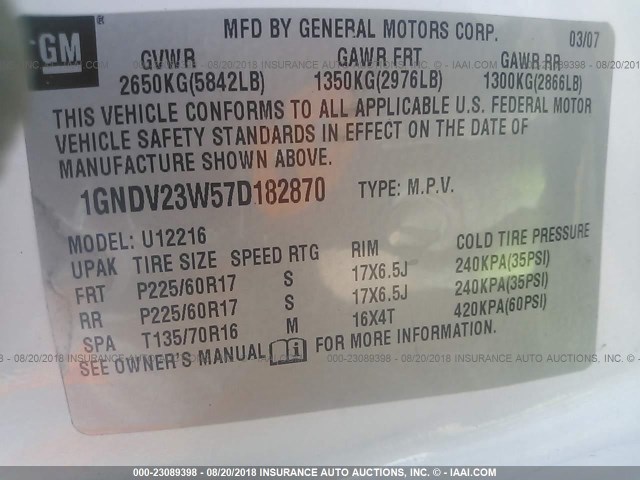 GM ®
MFD BY GENERAL MOTORS CORP. 03/07
GVWR GAWR FRT GAWR RR
2650KG(5842LB) 1350KG(2976LB) 1300KG(2866LB)
THIS VEHICLE CONFORMS TO ALL APPLICABLE U.S. FEDERAL MOTOR
VEHICLE SAFETY STANDARDS IN EFFECT ON THE DATE OF
MANUFACTURE SHOWN ABOVE.
1GNDV23W57D182870 TYPE: M.P.V.
MODEL: U12216
UPAK TIRE SIZE SPEED RTG RIM COLD TIRE PRESSURE
FRT P225/60R17 S 17X6.5J 240KPA(35PSI)
RR P225/60R17 S 17X6.5J 240KPA(35PSI)
SPA T135/70R16 M 16X4T 420KPA(60PSI)
SEE OWNER'S MANUAL i FOR MORE INFORMATION.
000-23089398 - 08/20/2018 INSURANCE AUTO AUCTIONS, INC. - © IAAI.COM